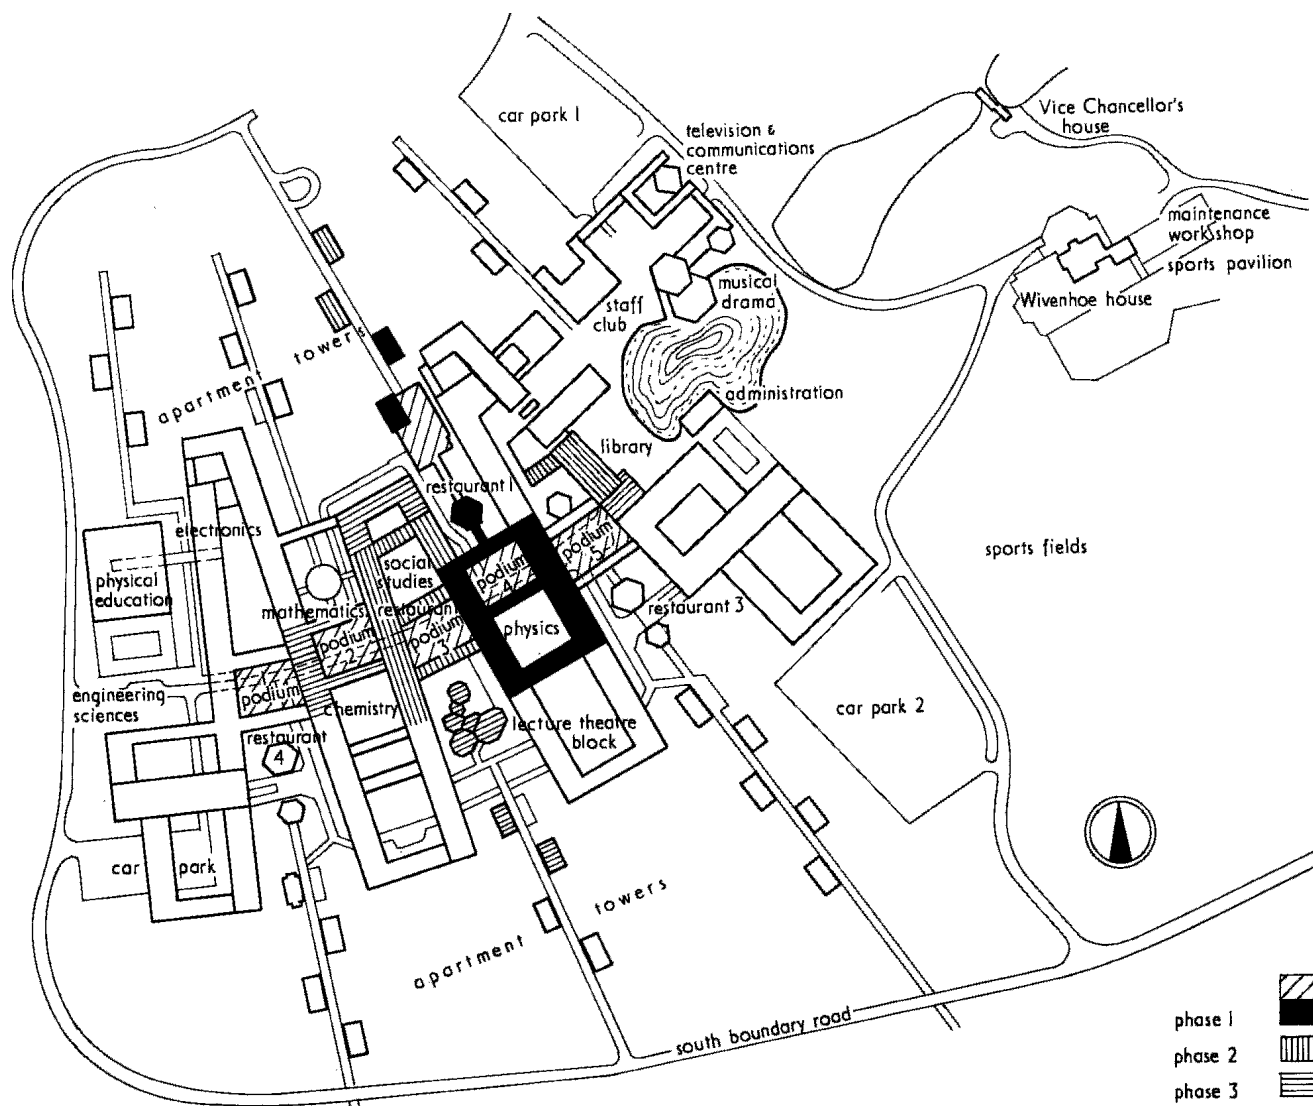 car park 1
television &
communications
centre
Vice Chancellor's
house
maintenance
workshop
sports pavilion
Wivenhoe house
musical
drama
staff
club
apartment towers
administration
library
restaurant 1
electronics
social
studies
podium
4
podium
5
sports fields
physical
education
mathematics
restaurant
podium
2
podium
3
physics
restaurant 3
engineering
sciences
podium
chemistry
lecture theatre
block
car park 2
restaurant
4
car park
apartment towers
south boundary road
phase 1
phase 2
phase 3